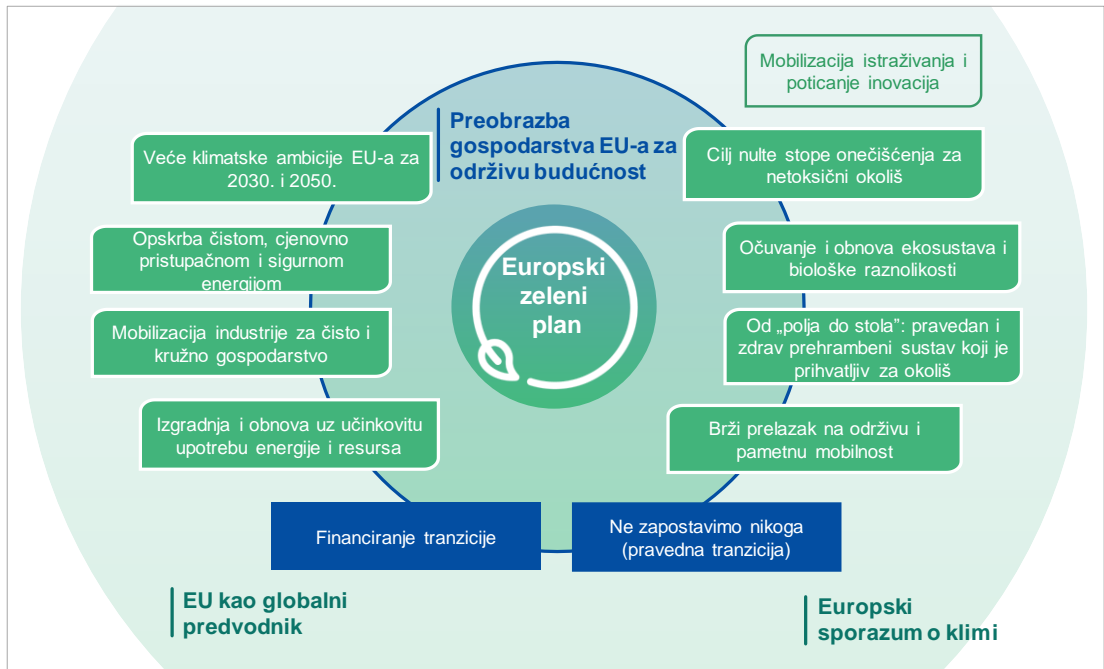 Mobilizacija istraživanja i
poticanje inovacija
Preobrazba
gospodarstva EU-a za
održivu budućnost
Veće klimatske ambicije EU-a za
2030. i 2050.
Cilj nulte stope onečišćenja za
netoksični okoliš
Opskrba čistom, cjenovno
pristupačnom i sigurnom
energijom
Očuvanje i obnova ekosustava i
biološke raznolikosti
Europski
zeleni
plan
Mobilizacija industrije za čisto i
kružno gospodarstvo
Od „polja do stola”: pravedan i
zdrav prehrambeni sustav koji je
prihvatljiv za okoliš
Izgradnja i obnova uz učinkovitu
upotrebu energije i resursa
Brži prelazak na održivu i
pametnu mobilnost
Financiranje tranzicije
Ne zapostavimo nikoga
(pravedna tranzicija)
EU kao globalni
predvodnik
Europski
sporazum o klimi